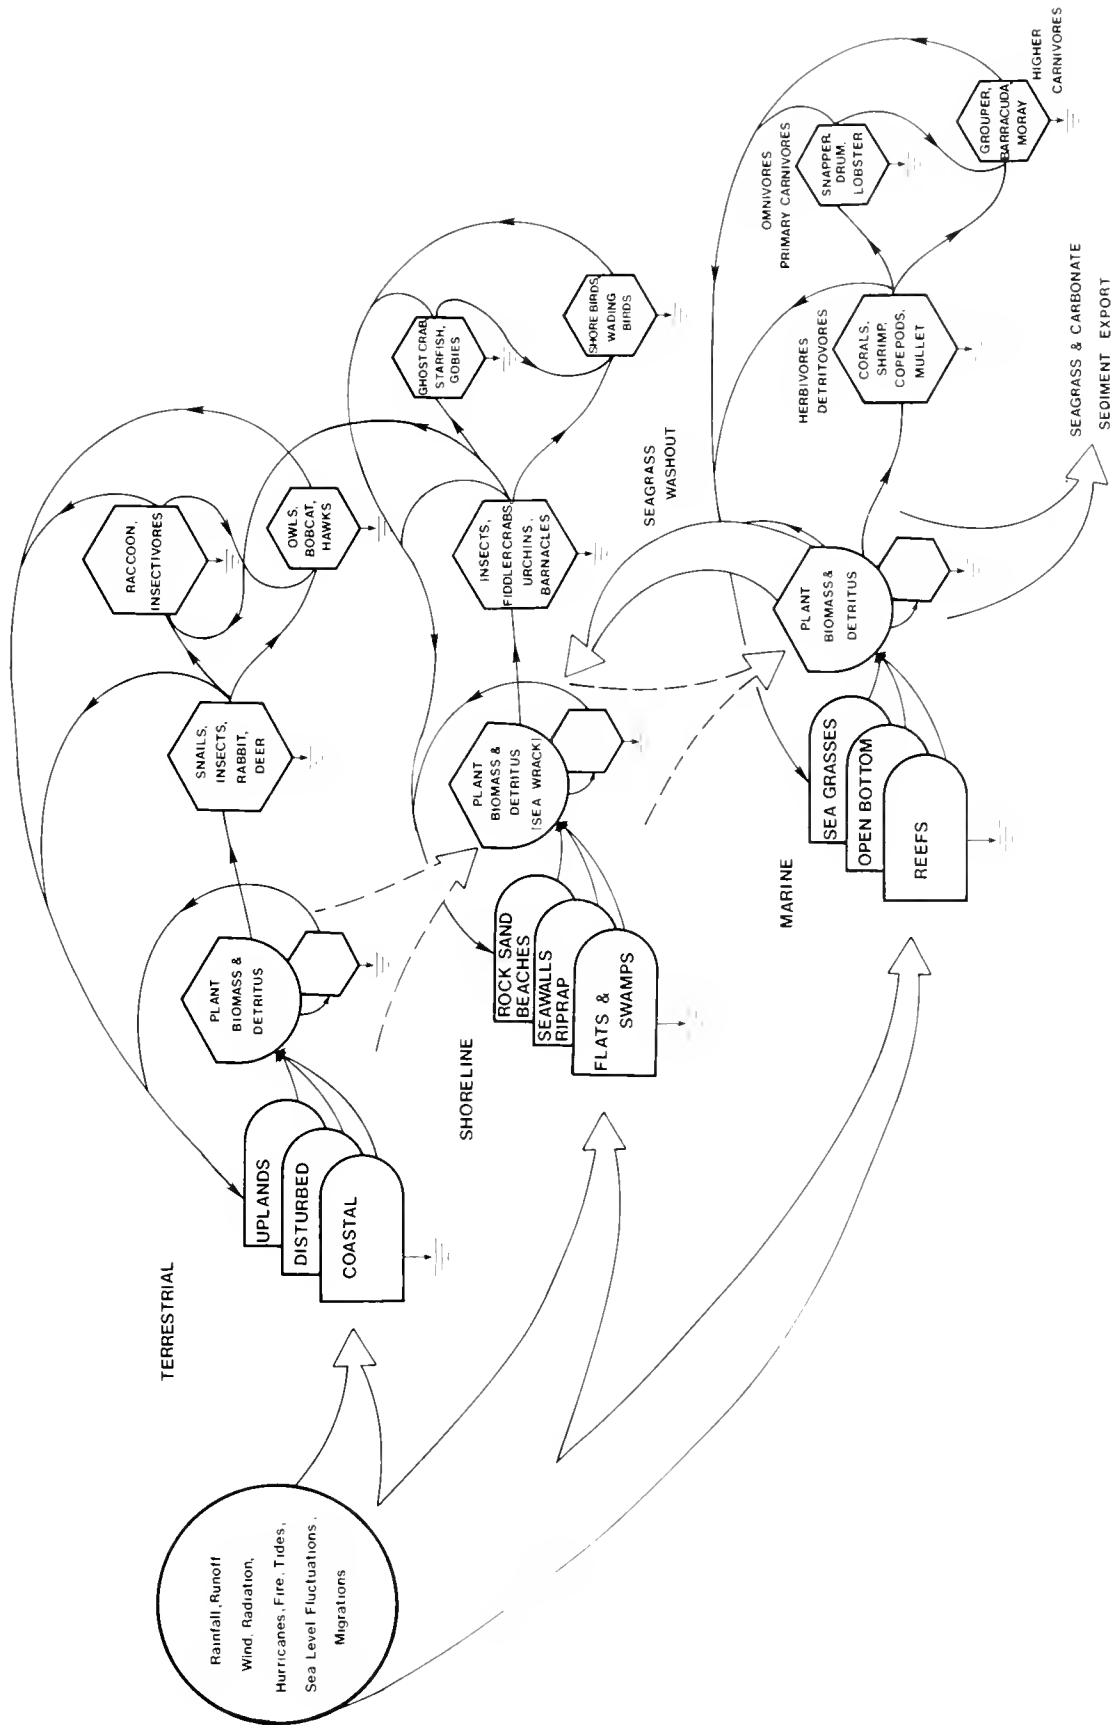 Rainfall, Runoff
Wind, Radiation,
Hurricanes, Fire, Tides,
Sea Level Fluctuations,
Migrations
TERRESTRIAL
UPLANDS
DISTURBED
COASTAL
PLANT
BIOMASS &
DETRITUS
SNAILS,
INSECTS,
RABBIT,
DEER
RACCOON,
INSECTIVORES
OWLS,
BOBCAT,
HAWKS
SHORELINE
ROCK SAND
BEACHES
SEAWALLS
RIPRAP
FLATS &
SWAMPS
PLANT
BIOMASS &
DETRITUS
(SEA WRACK)
INSECTS,
FIDDLER CRABS,
URCHINS,
BARNACLES
GHOST CRAB
STARFISH,
GOBIES
SHORE BIRDS,
WADING
BIRDS
SEAGRASS
WASHOUT
MARINE
SEA GRASSES
OPEN BOTTOM
REEFS
PLANT
BIOMASS &
DETRITUS
HERBIVORES
DETRITOVORES
CORALS,
SHRIMP,
COPEPODS,
MULLET
OMNIVORES
PRIMARY CARNIVORES
SNAPPER,
DRUM,
LOBSTER
GROUPER,
BARRACUDA,
MORAY
HIGHER
CARNIVORES
SEAGRASS & CARBONATE
SEDIMENT EXPORT